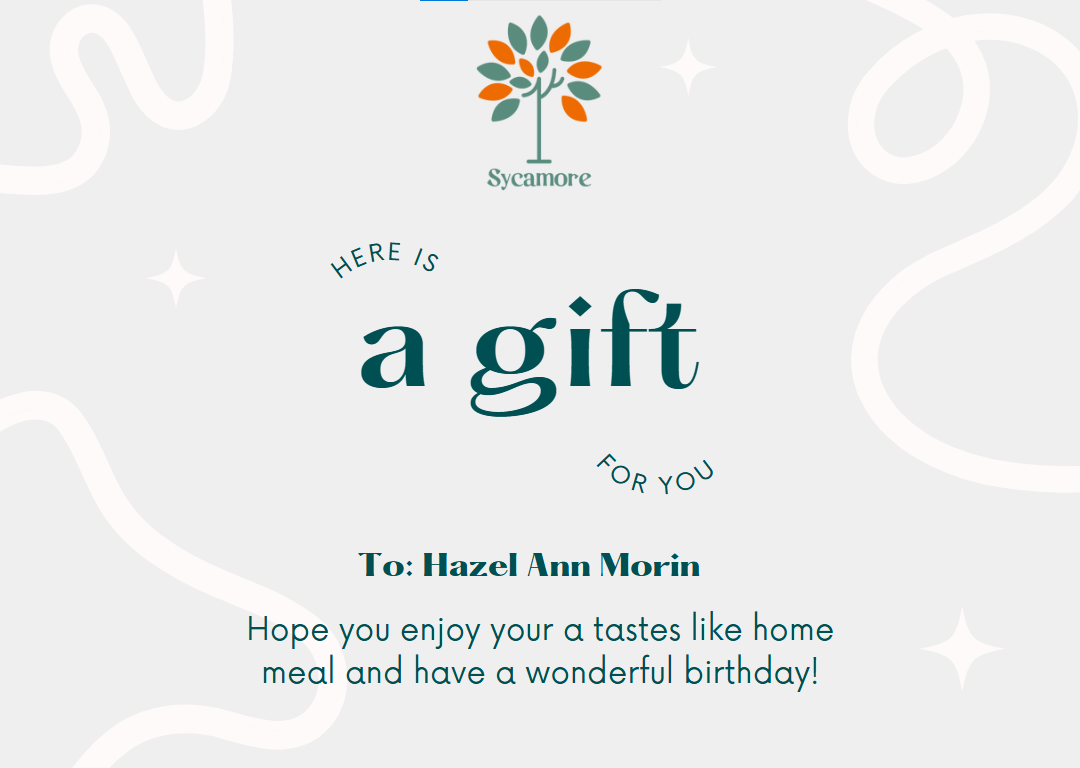 Sycamore
HERE IS
a gift
FOR YOU
To: Hazel Ann Morin
Hope you enjoy your a tastes like home
meal and have a wonderful birthday!